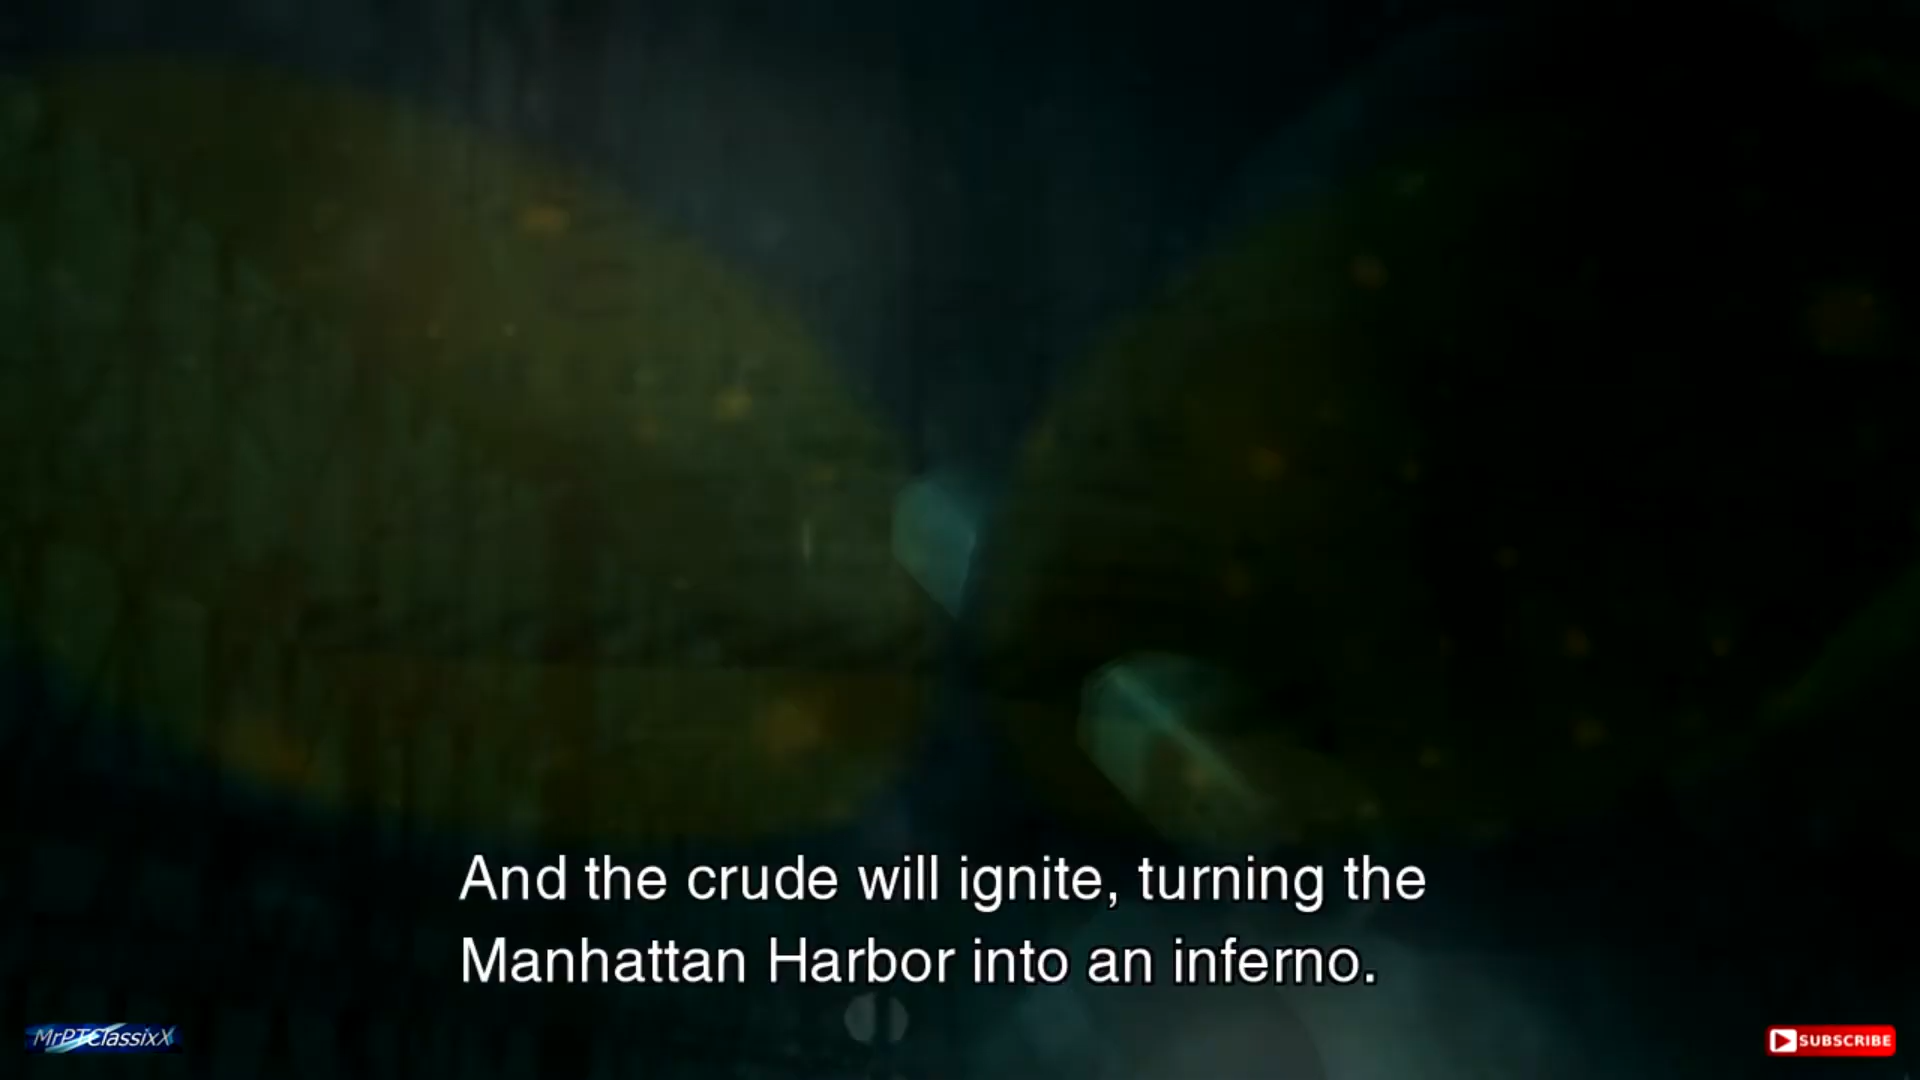 And the crude will ignite, turning the
Manhattan Harbor into an inferno.
MrPTClassixX
SUBSCRIBE